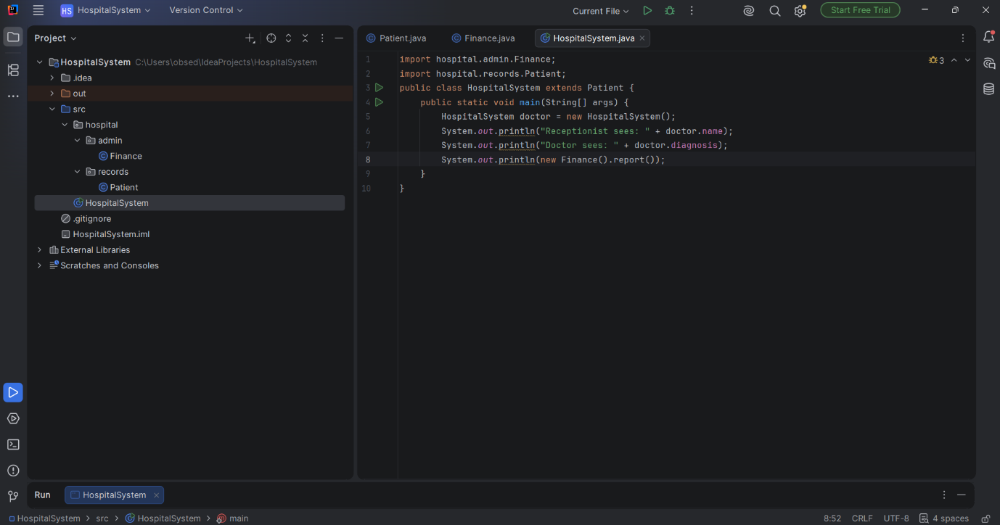 HS HospitalSystem Version Control Current File Start Free Trial
Project
HospitalSystem C:\Users\obsed\IdeaProjects\HospitalSystem
.idea
out
src
hospital
admin
Finance
records
Patient
HospitalSystem
.gitignore
HospitalSystem.iml
External Libraries
Scratches and Consoles
Patient.java Finance.java HospitalSystem.java
3
1 import hospital.admin.Finance;
2 import hospital.records.Patient;
3 public class HospitalSystem extends Patient {
4 public static void main(String[] args) {
5 HospitalSystem doctor = new HospitalSystem();
6 System.out.println("Receptionist sees: " + doctor.name);
7 System.out.println("Doctor sees: " + doctor.diagnosis);
8 System.out.println(new Finance().report());
9 }
10 }
Run HospitalSystem
HospitalSystem src HospitalSystem main 8:52 CRLF UTF-8 4 spaces